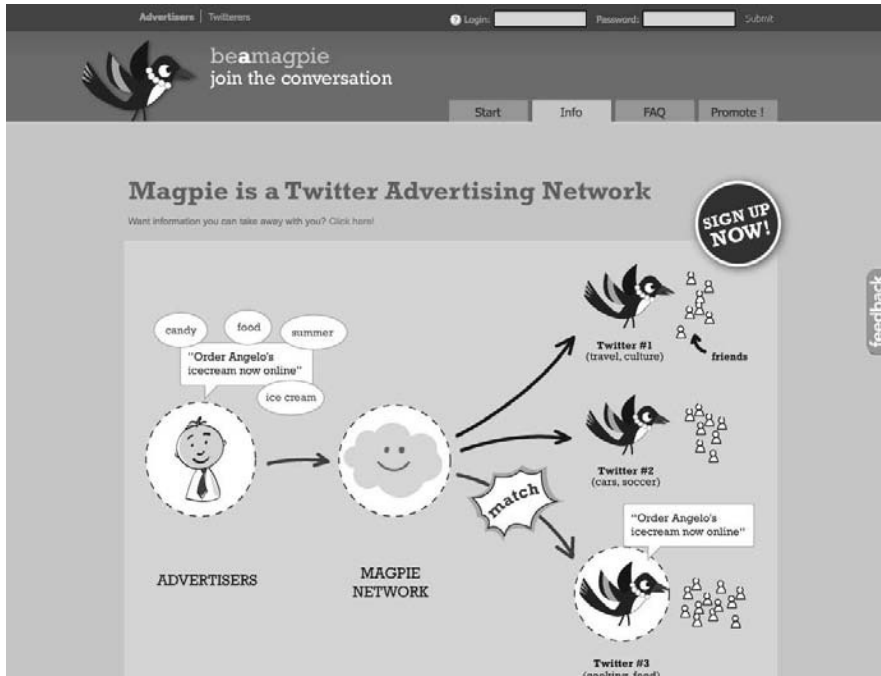 Advertisers | Twitterers
? Login: Password: Submit
beamagpie
join the conversation
Start Info FAQ Promote !
Magpie is a Twitter Advertising Network
Want information you can take away with you? Click here!
SIGN UP
NOW!
feedback
candy food summer
"Order Angelo's
icecream now online"
ice cream
Twitter #1
(travel, culture)
friends
Twitter #2
(cars, soccer)
match
"Order Angelo's
icecream now online"
ADVERTISERS
MAGPIE
NETWORK
Twitter #3
(cooking, food)